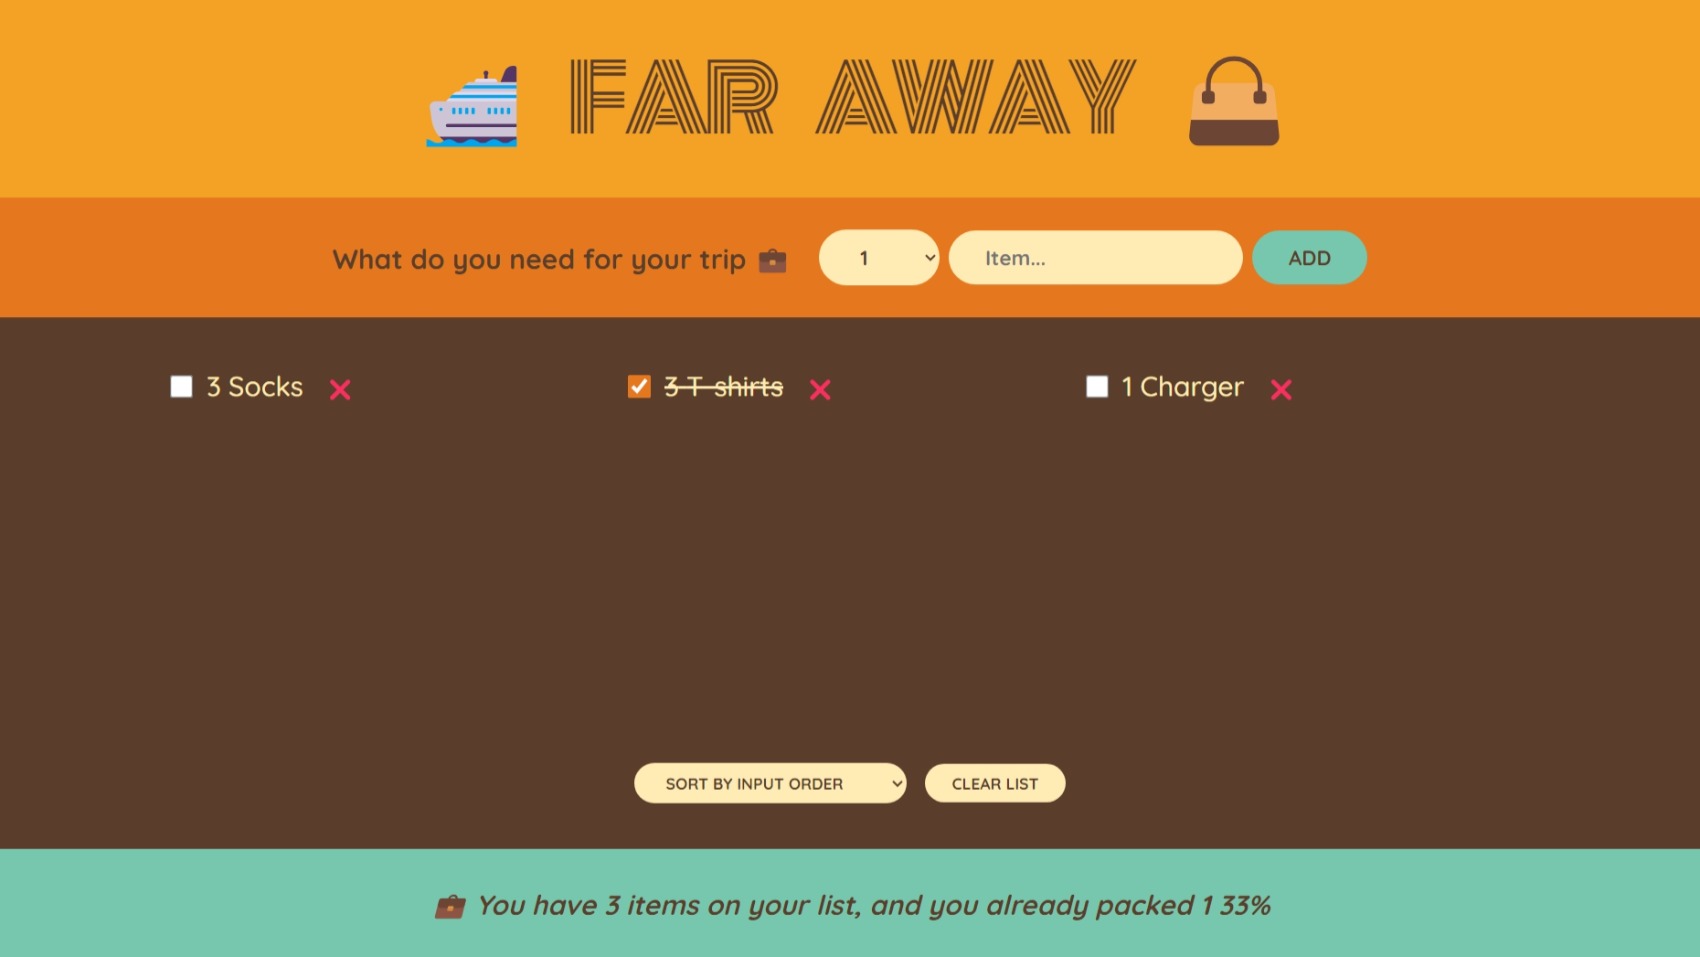 FAR AWAY
What do you need for your trip 1 Item... ADD
3 Socks 3 T-shirts 1 Charger
SORT BY INPUT ORDER CLEAR LIST
You have 3 items on your list, and you already packed 1 33%